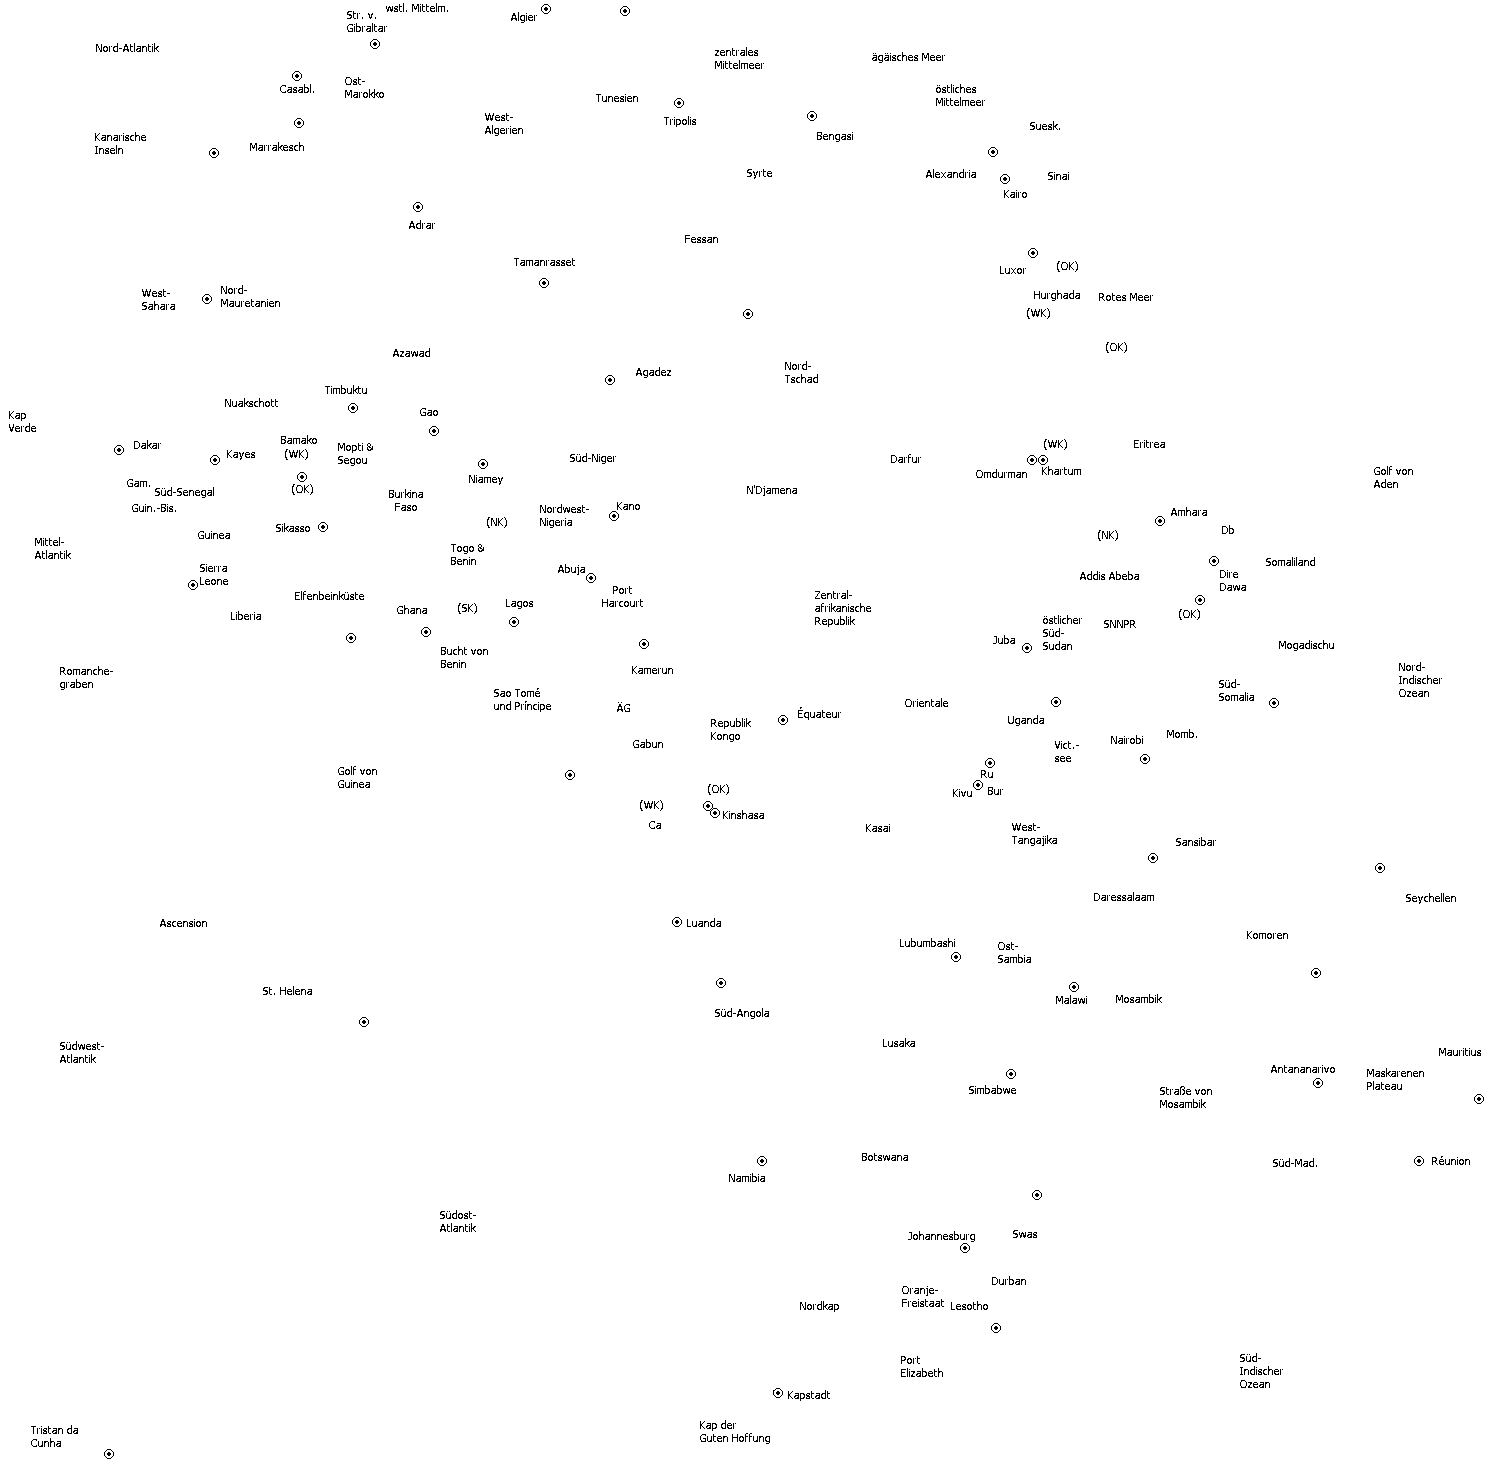 wstl. Mittelm.
Str. v.
Gibraltar
Algier
Nord-Atlantik
zentrales
Mittelmeer
ägäisches Meer
Casabl.
Ost-
Marokko
östliches
Mittelmeer
Tunesien
Tripolis
West-
Algerien
Suesk.
Bengasi
Kanarische
Inseln
Marrakesch
Syrte
Alexandria
Sinai
Kairo
Adrar
Fessan
Tamanrasset
Luxor
(OK)
West-
Sahara
Nord-
Mauretanien
Hurghada
Rotes Meer
(WK)
(OK)
Azawad
Nord-
Tschad
Agadez
Timbuktu
Nuakschott
Gao
Kap
Verde
Dakar
Kayes
Bamako
(WK)
Mopti &
Segou
(WK)
Eritrea
Süd-Niger
Darfur
Omdurman
Khartum
Golf von
Aden
Niamey
Gam.
Süd-Senegal
(OK)
N'Djamena
Burkina
Faso
Guin.-Bis.
Nordwest-
Nigeria
Kano
Amhara
(NK)
Sikasso
Guinea
Db
(NK)
Mittel-
Atlantik
Togo &
Benin
Somaliland
Sierra
Leone
Abuja
Addis Abeba
Dire
Dawa
Elfenbeinküste
Port
Harcourt
Zentral-
afrikanische
Republik
Ghana
(SK)
Lagos
Liberia
(OK)
östlicher
Süd-
Sudan
SNNPR
Juba
Mogadischu
Bucht von
Benin
Romanche-
graben
Kamerun
Nord-
Indischer
Ozean
Sao Tomé
und Príncipe
Süd-
Somalia
ÄG
Orientale
Équateur
Republik
Kongo
Uganda
Gabun
Nairobi
Momb.
Vict.-
see
Golf von
Guinea
Ru
(OK)
Kivu
Bur
(WK)
Kinshasa
Ca
Kasai
West-
Tangajika
Sansibar
Daressalaam
Seychellen
Ascension
Luanda
Lubumbashi
Ost-
Sambia
Komoren
St. Helena
Malawi
Mosambik
Süd-Angola
Südwest-
Atlantik
Lusaka
Mauritius
Antananarivo
Maskarenen
Plateau
Simbabwe
Straße von
Mosambik
Botswana
Süd-Mad.
Réunion
Namibia
Südost-
Atlantik
Johannesburg
Swas
Durban
Oranje-
Freistaat
Lesotho
Nordkap
Port
Elizabeth
Süd-
Indischer
Ozean
Kapstadt
Kap der
Guten Hoffung
Tristan da
Cunha